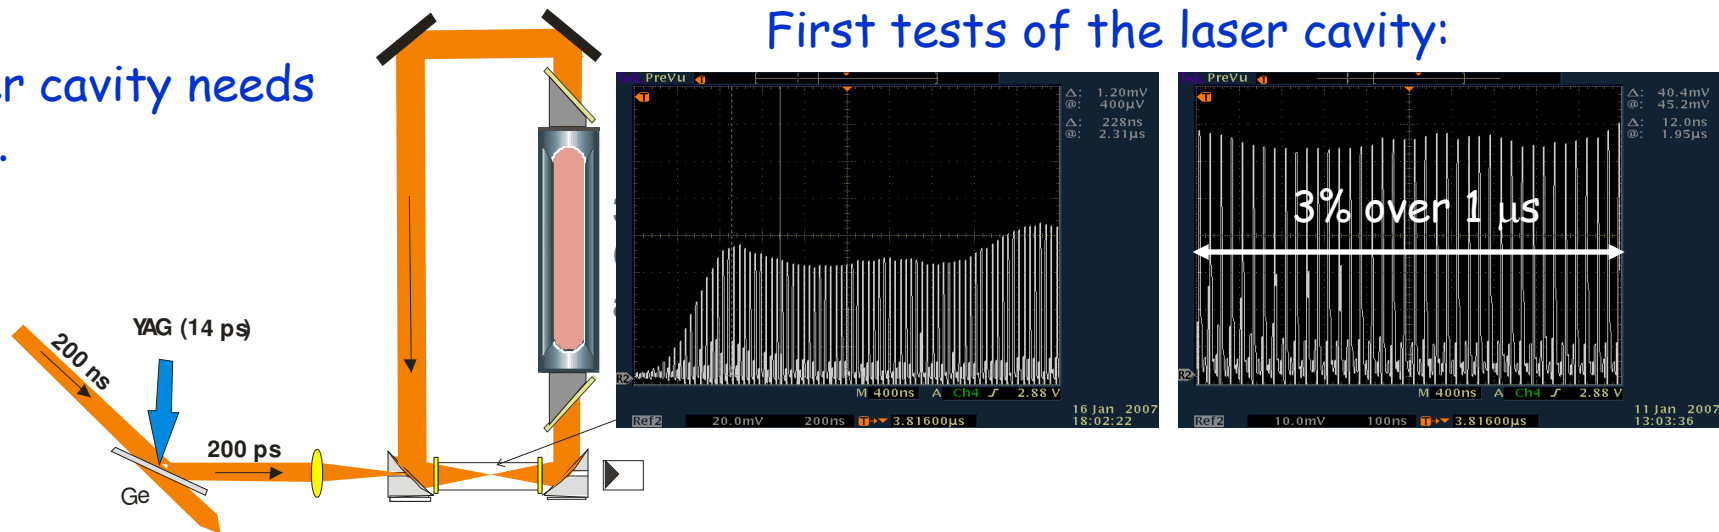 First tests of the laser cavity:
r cavity needs
.
YAG (14 ps)
200 ns
200 ps
Ge
PreVu
Δ: 1.20mV
@: 400µV
Δ: 228ns
@: 2.31µs
R2
M 400ns A Ch4 2.88 V
16 Jan 2007
18:02:22
Ref2 20.0mV 200ns 3.81600µs
PreVu
Δ: 40.4mV
@: 45.2mV
Δ: 12.0ns
@: 1.95µs
3% over 1 µs
R2
M 400ns A Ch4 2.88 V
11 Jan 2007
13:03:36
Ref2 10.0mV 100ns 3.81600µs